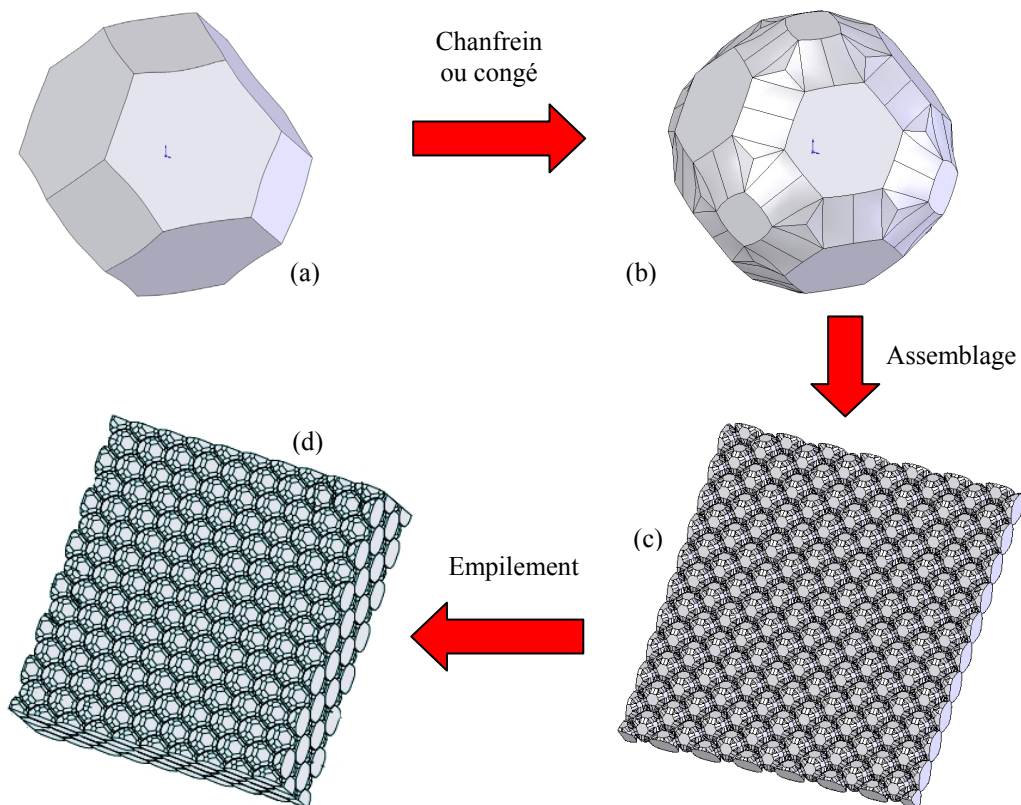 Chanfrein
ou congé
(a)
(b)
Assemblage
(d)
(c)
Empilement